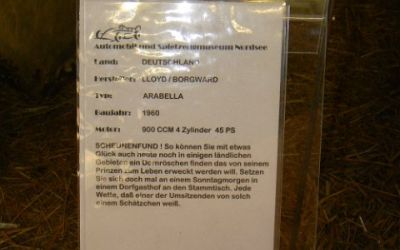 Automobil und Spielzeugmuseum Nordsee
Land: DEUTSCHLAND
Hersteller: LLOYD / BORGWARD
Typ: ARABELLA
Baujahr: 1960
Motor: 900 CCM 4 Zylinder 45 PS
SCHEUNENFUND ! So können Sie mit etwas
Glück auch heute noch in einigen ländlichen
Gebieten ein Dornröschen finden das von seinem
Prinzen zum Leben erweckt werden will. Setzen
Sie sich doch mal an einem Sonntagmorgen in
einem Dorfgasthof an den Stammtisch. Jede
Wette, daß einer der Umsitzenden von solch
einem Schätzchen weiß.